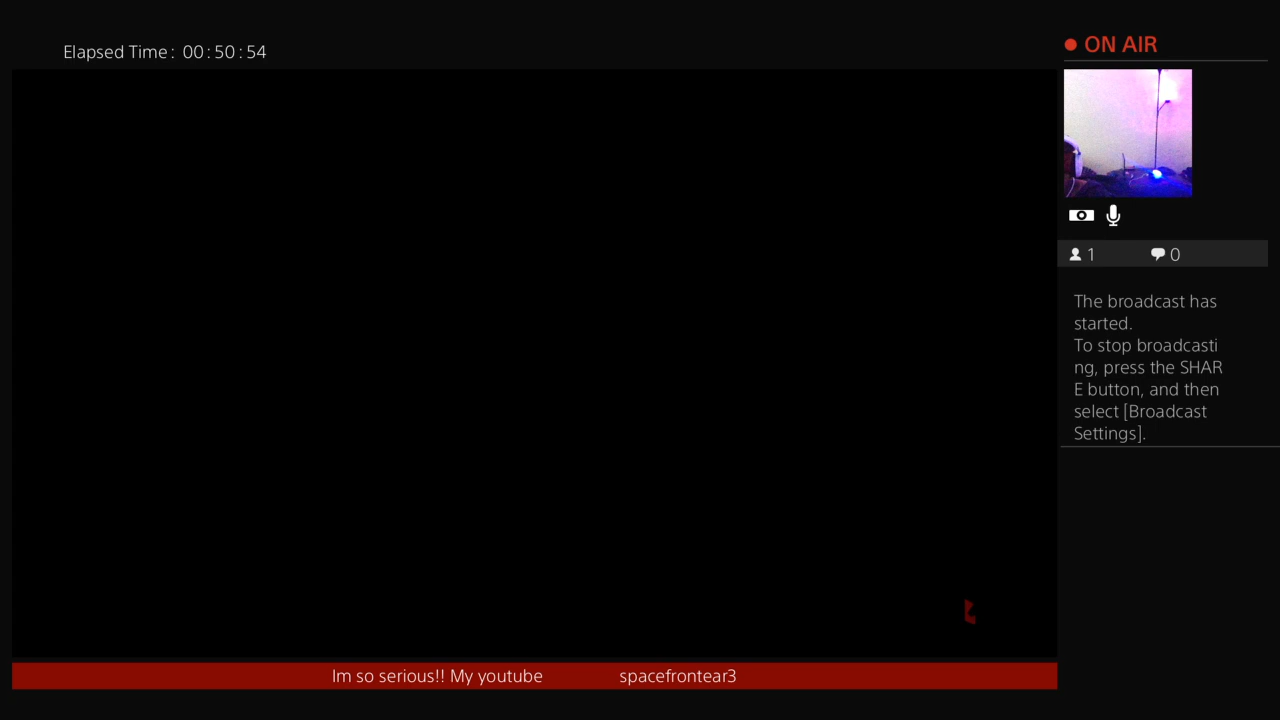 Elapsed Time: 00:50:54
ON AIR
1 0
The broadcast has
started.
To stop broadcasti
ng, press the SHAR
E button, and then
select [Broadcast
Settings].
Im so serious!! My youtube spacefrontear3